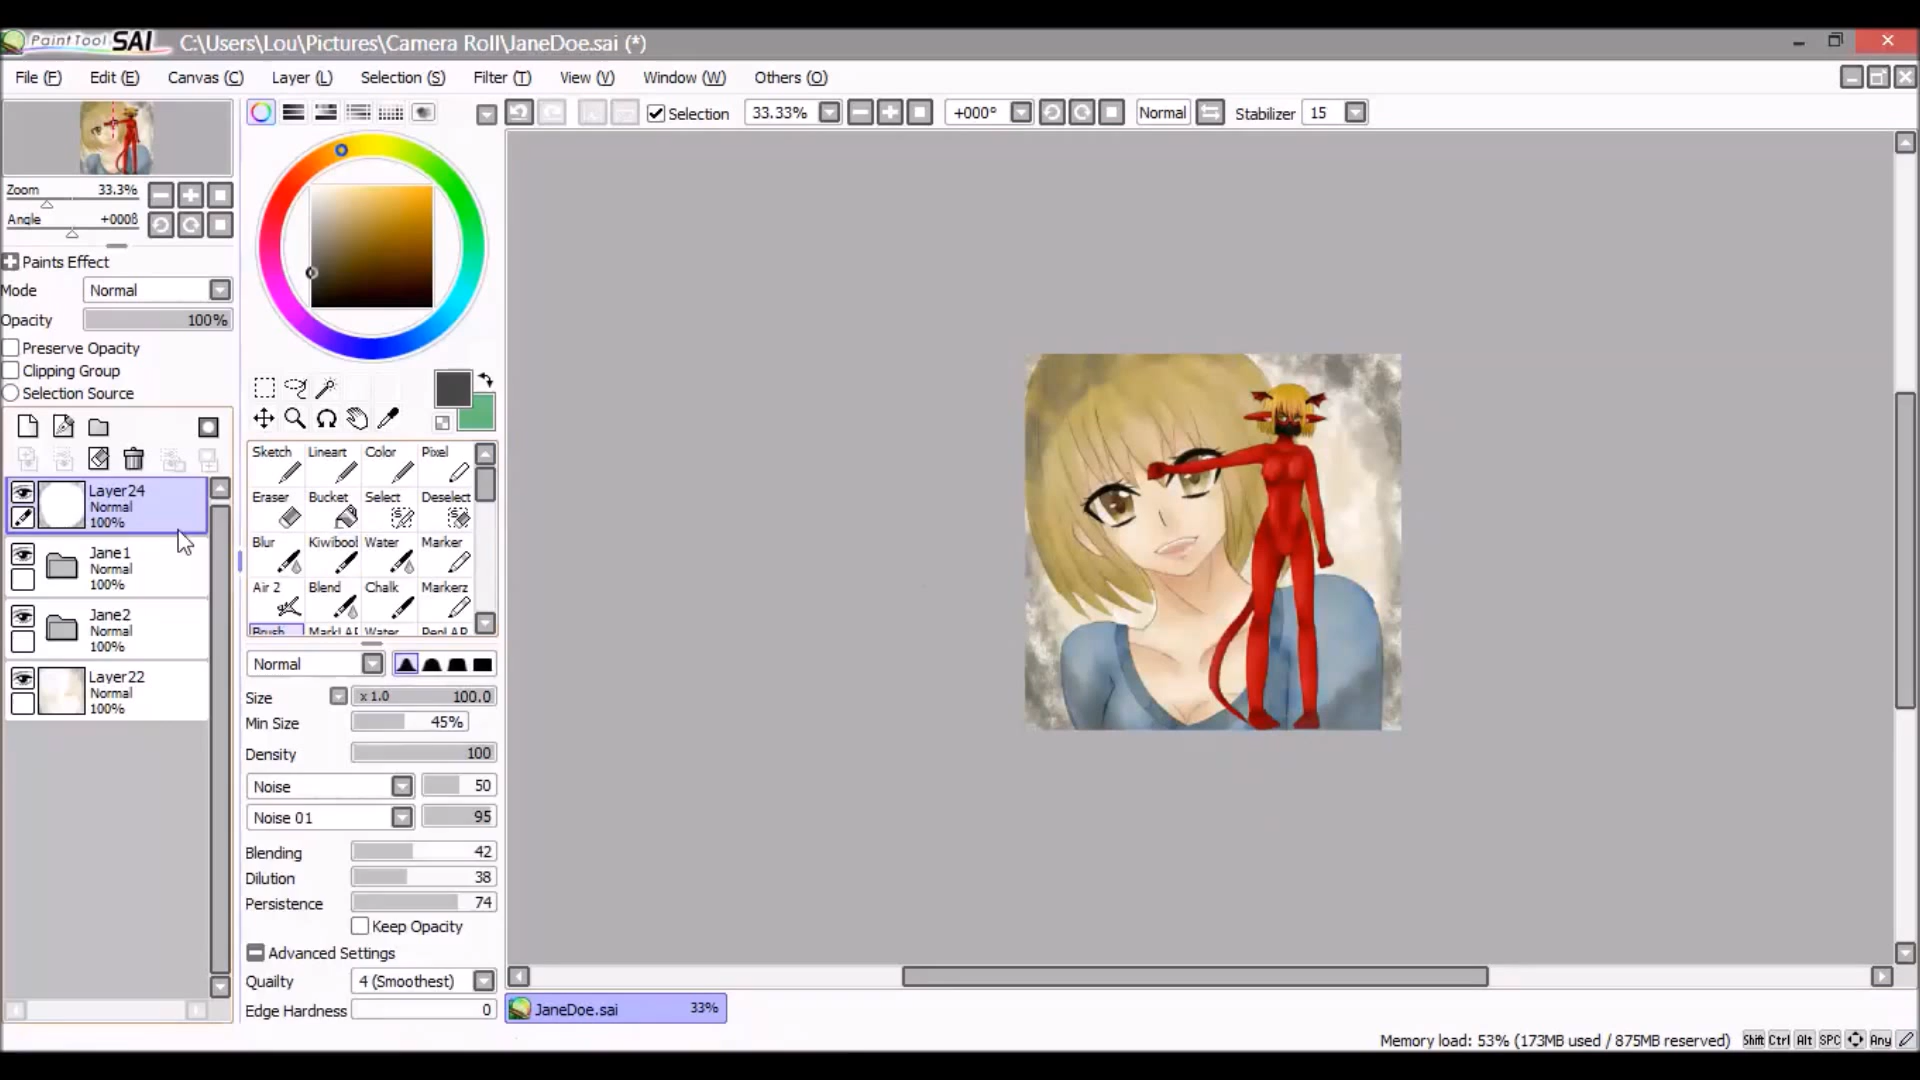 PaintTool SAI C:\Users\Lou\Pictures\Camera Roll\JaneDoe.sai (*)
File (F) Edit (E) Canvas (C) Layer (L) Selection (S) Filter (T) View (V) Window (W) Others (O)
Selection 33.33% +000° Normal Stabilizer 15
Zoom 33.3%
Angle +000ß
Paints Effect
Mode Normal
Opacity 100%
Preserve Opacity
Clipping Group
Selection Source
Layer24
Normal
100%
Jane1
Normal
100%
Jane2
Normal
100%
Layer22
Normal
100%
Sketch Lineart Color Pixel
Eraser Bucket Select Deselect
Blur Kiwibool Water Marker
Air 2 Blend Chalk Markerz
Brush MarkLAP Water PenLAP
Normal
Size x 1.0 100.0
Min Size 45%
Density 100
Noise 50
Noise 01 95
Blending 42
Dilution 38
Persistence 74
Keep Opacity
Advanced Settings
Quailty 4 (Smoothest)
Edge Hardness 0
JaneDoe.sai 33%
Memory load: 53% (173MB used / 875MB reserved) Shift Ctrl Alt SPC Any